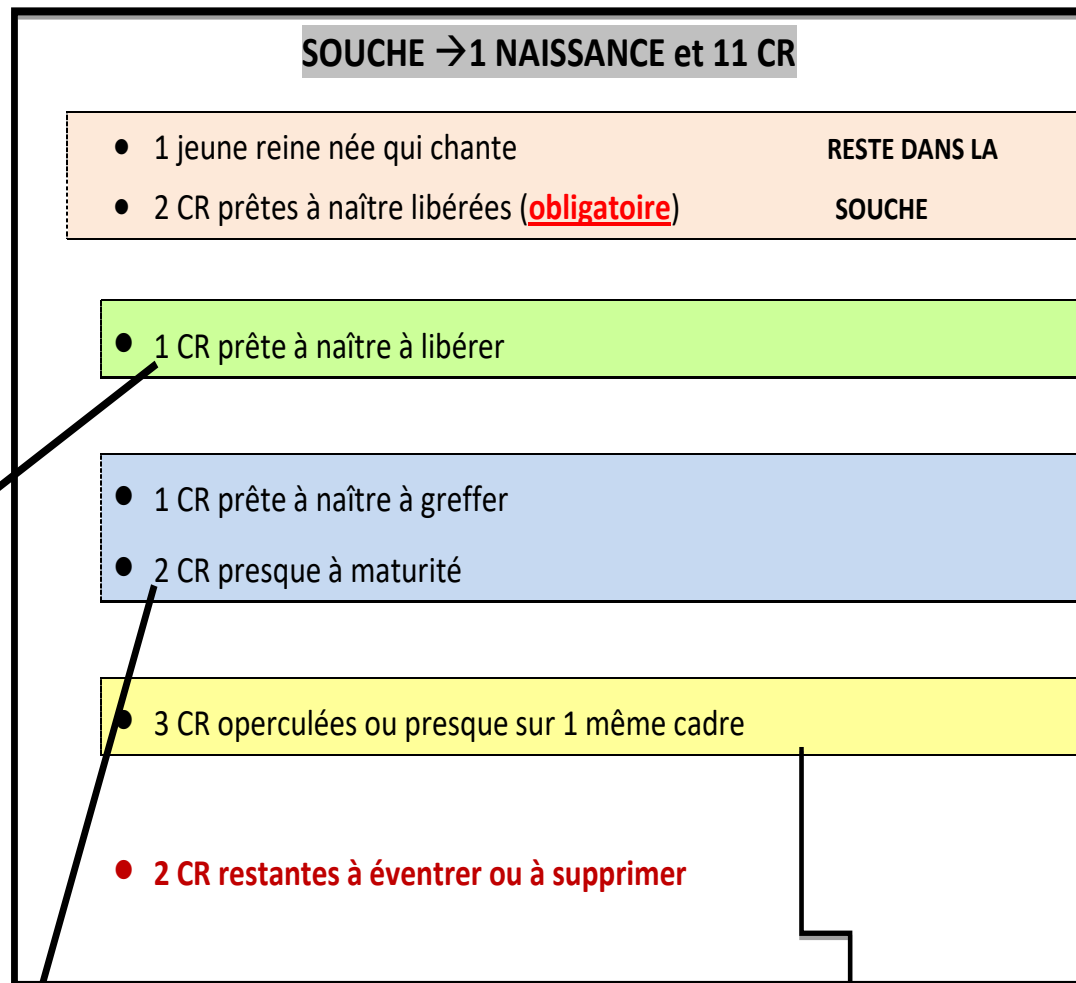 SOUCHE →1 NAISSANCE et 11 CR
• 1 jeune reine née qui chante RESTE DANS LA
• 2 CR prêtes à naître libérées (obligatoire) SOUCHE
• 1 CR prête à naître à libérer
• 1 CR prête à naître à greffer
• 2 CR presque à maturité
• 3 CR operculées ou presque sur 1 même cadre
• 2 CR restantes à éventrer ou à supprimer